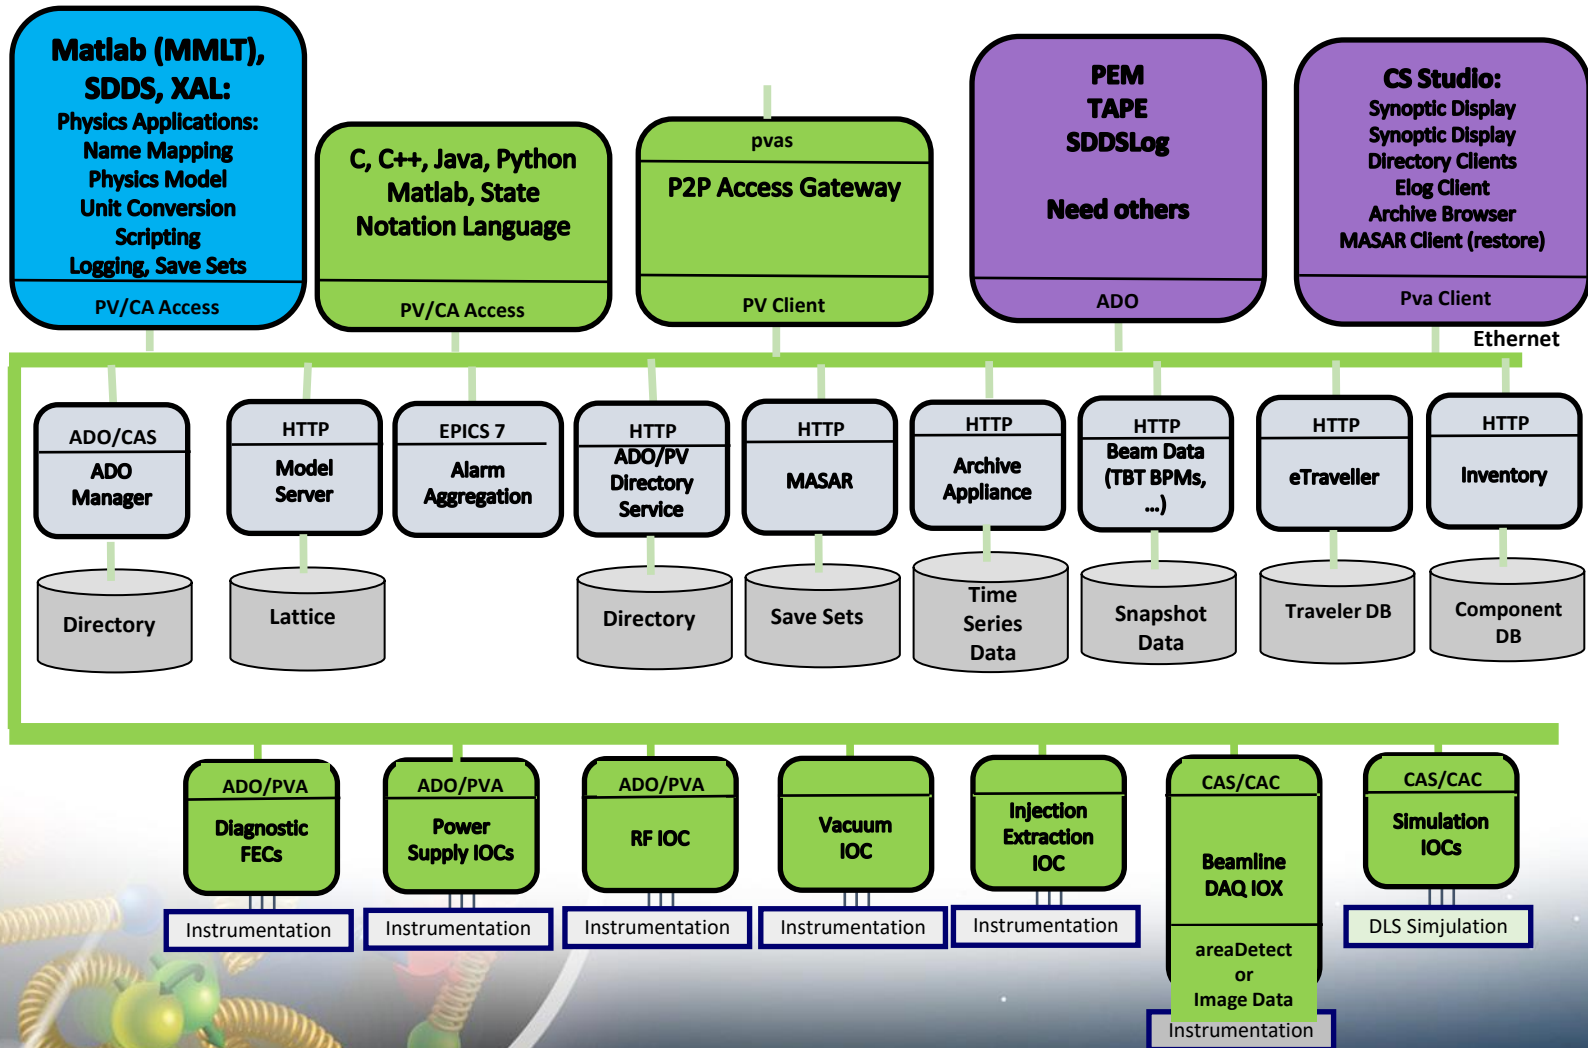 Matlab (MMLT),
SDDS, XAL:
Physics Applications:
Name Mapping
Physics Model
Unit Conversion
Scripting
Logging, Save Sets
PV/CA Access
C, C++, Java, Python
Matlab, State
Notation Language
PV/CA Access
pvas
P2P Access Gateway
PV Client
PEM
TAPE
SDDSLog
Need others
ADO
CS Studio:
Synoptic Display
Synoptic Display
Directory Clients
Elog Client
Archive Browser
MASAR Client (restore)
Pva Client
Ethernet
ADO/CAS
ADO
Manager
HTTP
Model
Server
EPICS 7
Alarm
Aggregation
HTTP
ADO/PV
Directory
Service
HTTP
MASAR
HTTP
Archive
Appliance
HTTP
Beam Data
(TBT BPMs,
…)
HTTP
eTraveller
HTTP
Inventory
Directory
Lattice
Directory
Save Sets
Time
Series
Data
Snapshot
Data
Traveler DB
Component
DB
ADO/PVA
Diagnostic
FECs
Instrumentation
ADO/PVA
Power
Supply IOCs
Instrumentation
ADO/PVA
RF IOC
Instrumentation
Vacuum
IOC
Instrumentation
Injection
Extraction
IOC
Instrumentation
CAS/CAC
Beamline
DAQ IOX
areaDetect
or
Image Data
Instrumentation
CAS/CAC
Simulation
IOCs
DLS Simjulation